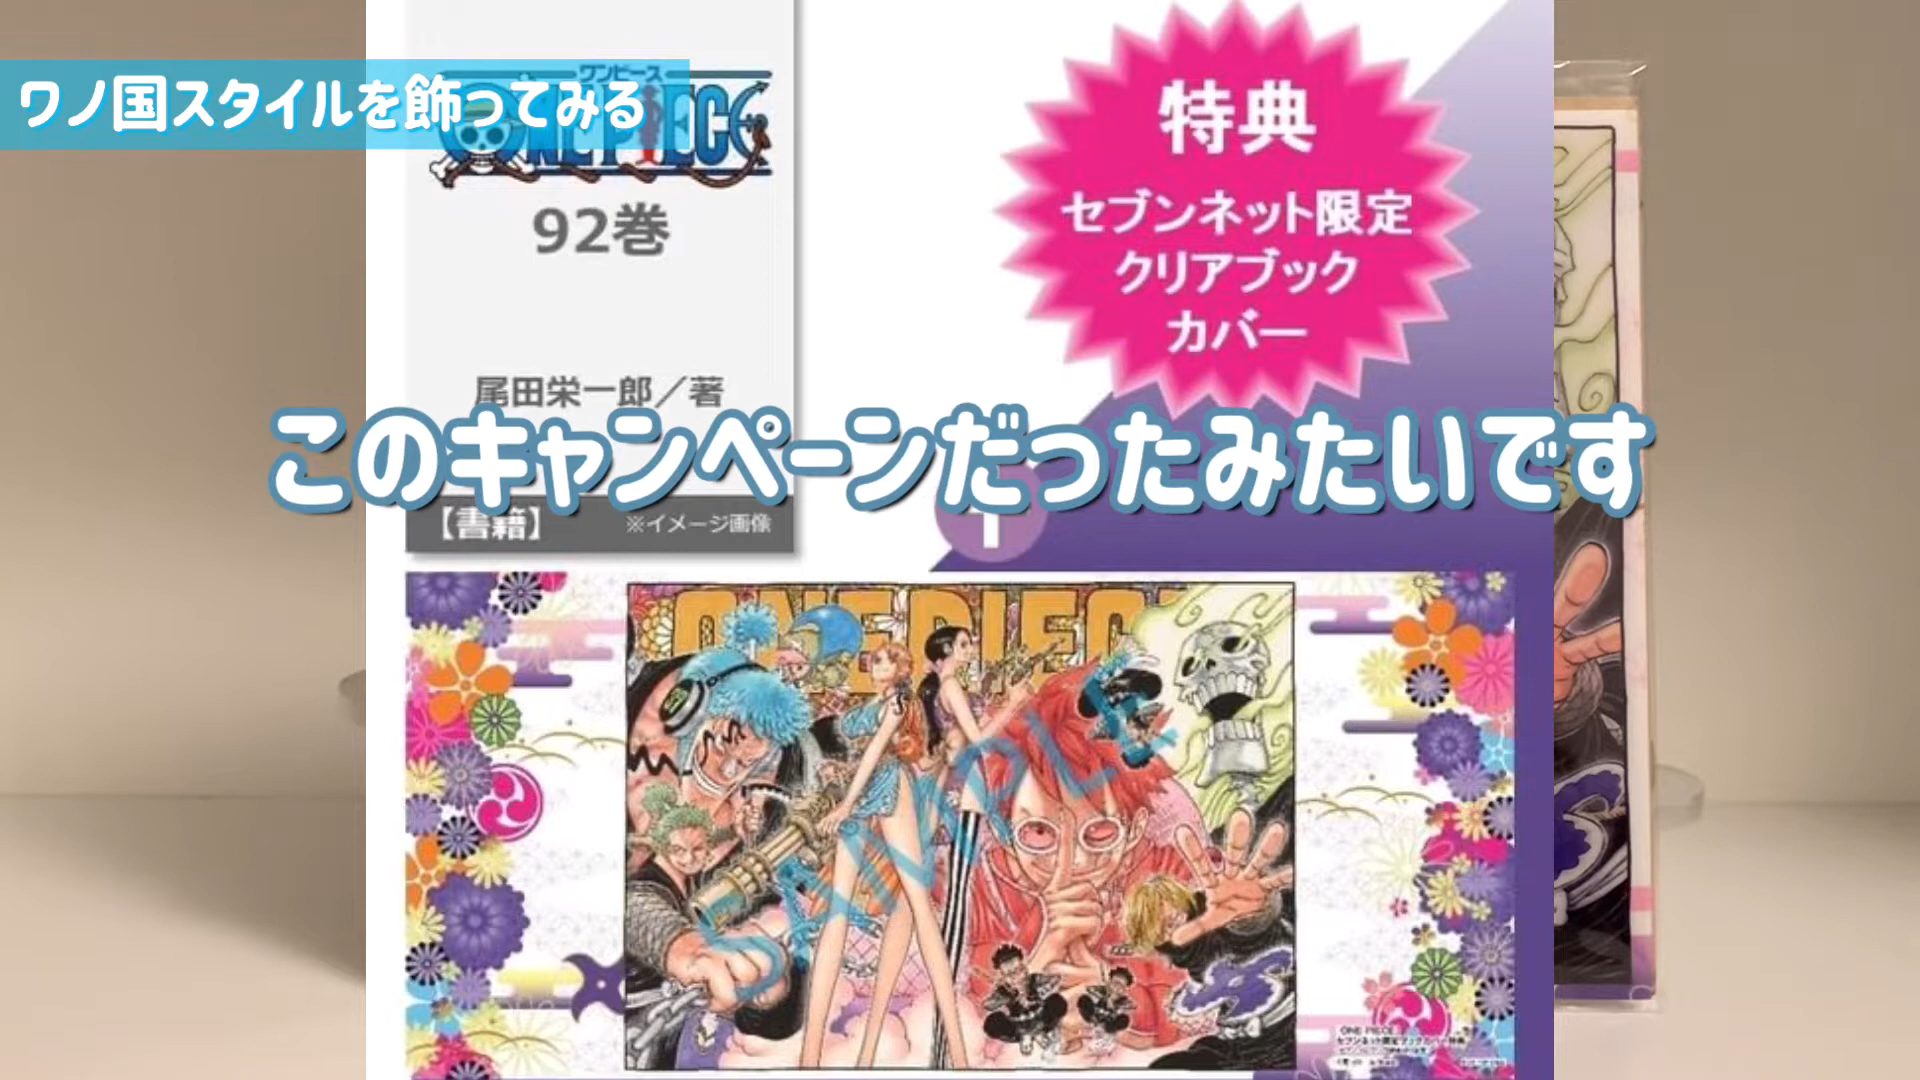 ワノ国スタイルを飾ってみる
ワンピース
ONE PIECE
92巻
尾田栄一郎／著
【書籍】
※イメージ画像
特典
セブンネット限定
クリアブック
カバー
このキャンペーンだったみたいです
1
ONE PIECE
SAMPLE